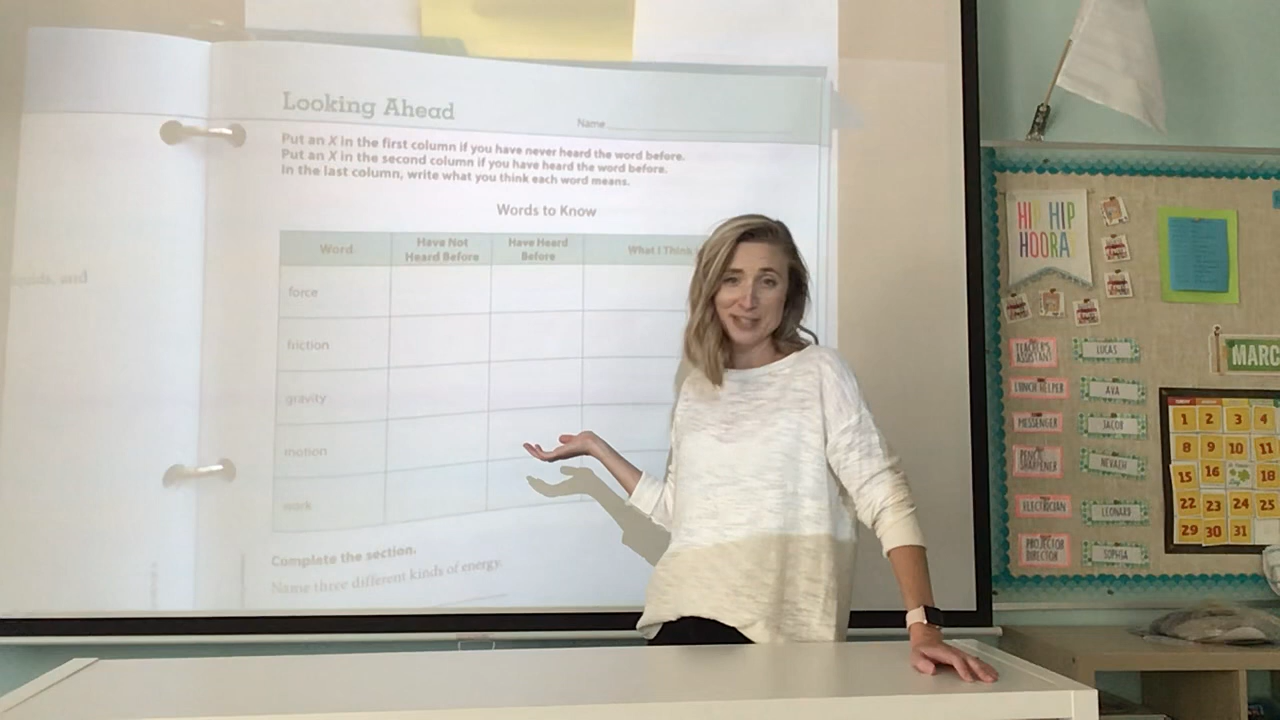 Looking Ahead
Name
Put an X in the first column if you have never heard the word before.
Put an X in the second column if you have heard the word before.
In the last column, write what you think each word means.
Words to Know
Word
Have Not
Heard Before
Have Heard
Before
What I Think
force
friction
gravity
motion
work
Complete the section.
Name three different kinds of energy.
HIP HIP
HOORA
TEACHER'S
ASSISTANT
LUCAS
LUNCH HELPER
AVA
MESSENGER
JACOB
PENCIL
SHARPENER
NEVAEH
ELECTRICIAN
LEONARD
PROJECTOR
DIRECTOR
SOPHIA
MARC
1 2 3 4
8 9 10 11
15 16 18
22 23 24 25
29 30 31